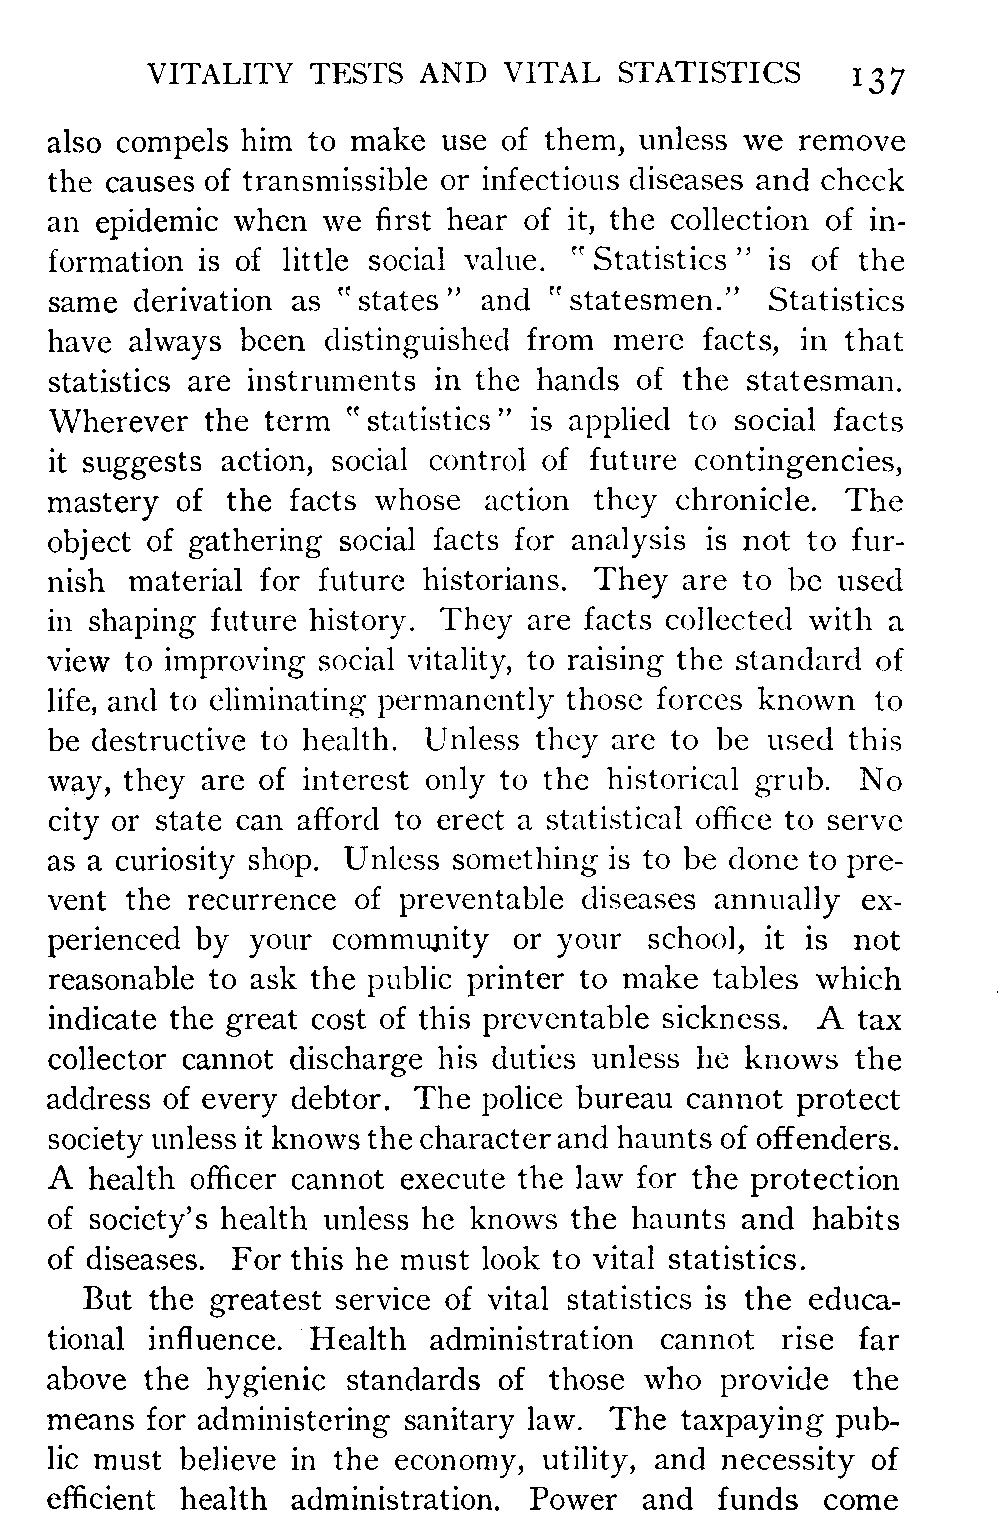 VITALITY TESTS AND VITAL STATISTICS 137
also compels him to make use of them, unless we remove
the causes of transmissible or infectious diseases and check
an epidemic when we first hear of it, the collection of in-
formation is of little social value. "Statistics" is of the
same derivation as "states" and "statesmen." Statistics
have always been distinguished from mere facts, in that
statistics are instruments in the hands of the statesman.
Wherever the term "statistics" is applied to social facts
it suggests action, social control of future contingencies,
mastery of the facts whose action they chronicle. The
object of gathering social facts for analysis is not to fur-
nish material for future historians. They are to be used
in shaping future history. They are facts collected with a
view to improving social vitality, to raising the standard of
life, and to eliminating permanently those forces known to
be destructive to health. Unless they are to be used this
way, they are of interest only to the historical grub. No
city or state can afford to erect a statistical office to serve
as a curiosity shop. Unless something is to be done to pre-
vent the recurrence of preventable diseases annually ex-
perienced by your community or your school, it is not
reasonable to ask the public printer to make tables which
indicate the great cost of this preventable sickness. A tax
collector cannot discharge his duties unless he knows the
address of every debtor. The police bureau cannot protect
society unless it knows the character and haunts of offenders.
A health officer cannot execute the law for the protection
of society's health unless he knows the haunts and habits
of diseases. For this he must look to vital statistics.
But the greatest service of vital statistics is the educa-
tional influence. Health administration cannot rise far
above the hygienic standards of those who provide the
means for administering sanitary law. The taxpaying pub-
lic must believe in the economy, utility, and necessity of
efficient health administration. Power and funds come